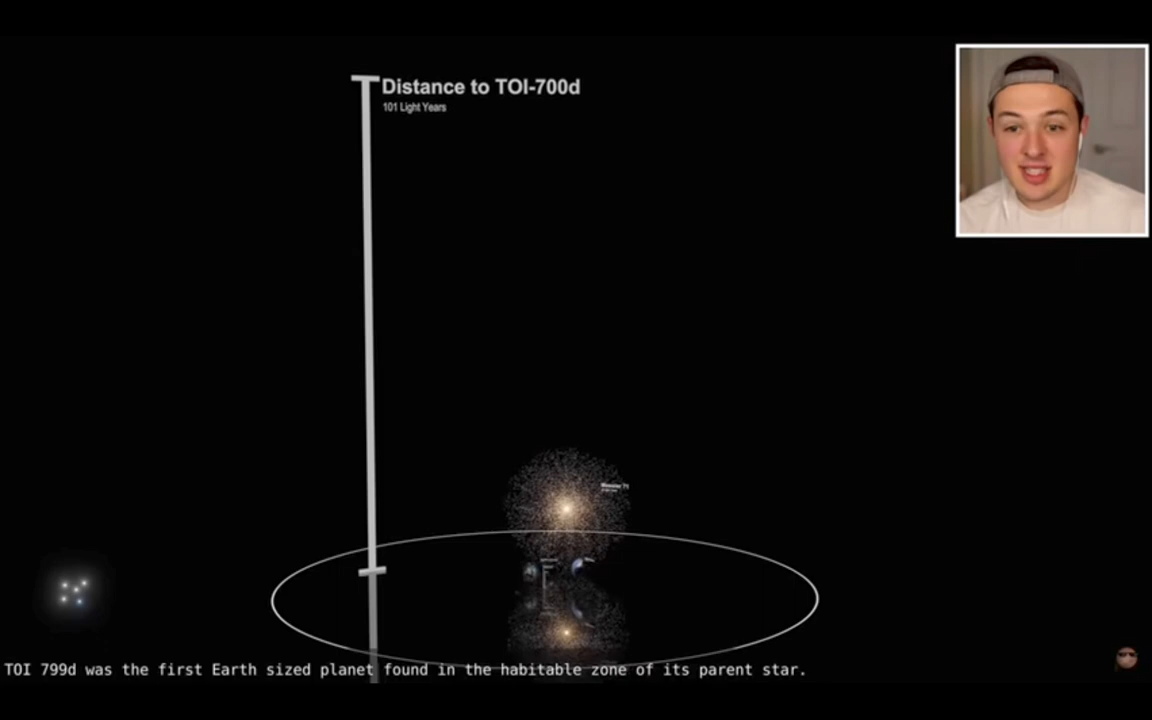 Distance to TOI-700d
101 Light Years
TOI 799d was the first Earth sized planet found in the habitable zone of its parent star.